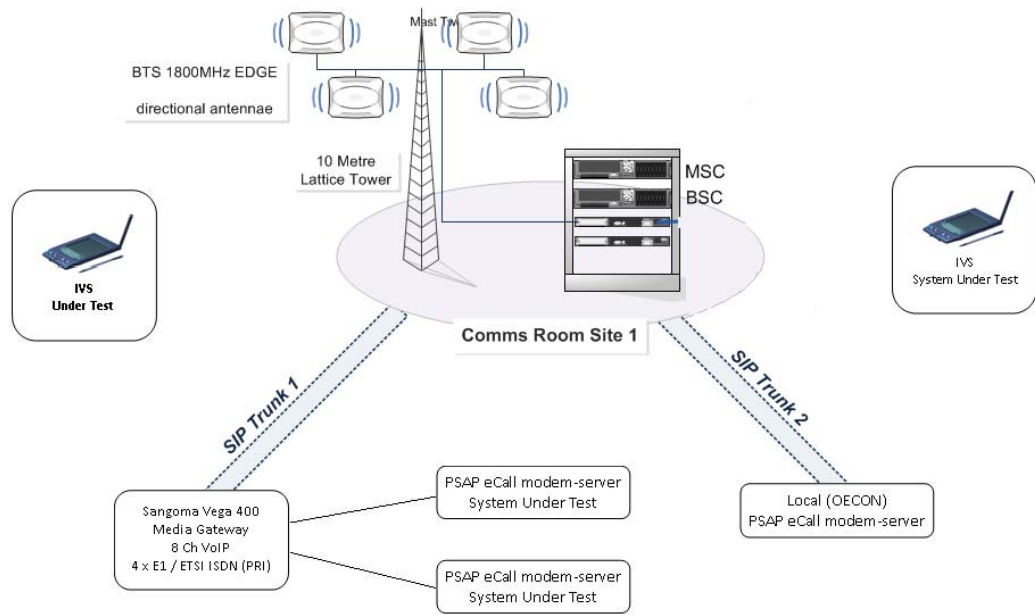 Mast Tw
BTS 1800MHz EDGE
directional antennae
10 Metre
Lattice Tower
MSC
BSC
IVS
Under Test
IVS
System Under Test
Comms Room Site 1
SIP Trunk 1
SIP Trunk 2
Sangoma Vega 400
Media Gateway
8 Ch VoIP
4 x E1 / ETSI ISDN (PRI)
PSAP eCall modem-server
System Under Test
PSAP eCall modem-server
System Under Test
Local (OECON)
PSAP eCall modem-server